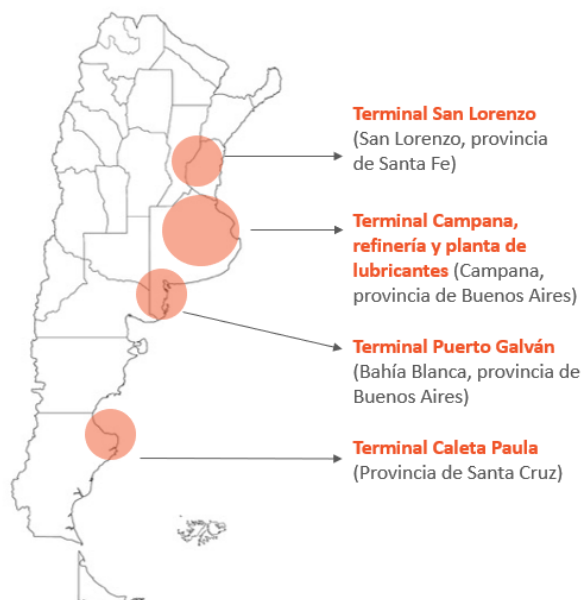 Terminal San Lorenzo
(San Lorenzo, provincia
de Santa Fe)
Terminal Campana,
refinería y planta de
lubricantes (Campana,
provincia de Buenos Aires)
Terminal Puerto Galván
(Bahía Blanca, provincia de
Buenos Aires)
Terminal Caleta Paula
(Provincia de Santa Cruz)